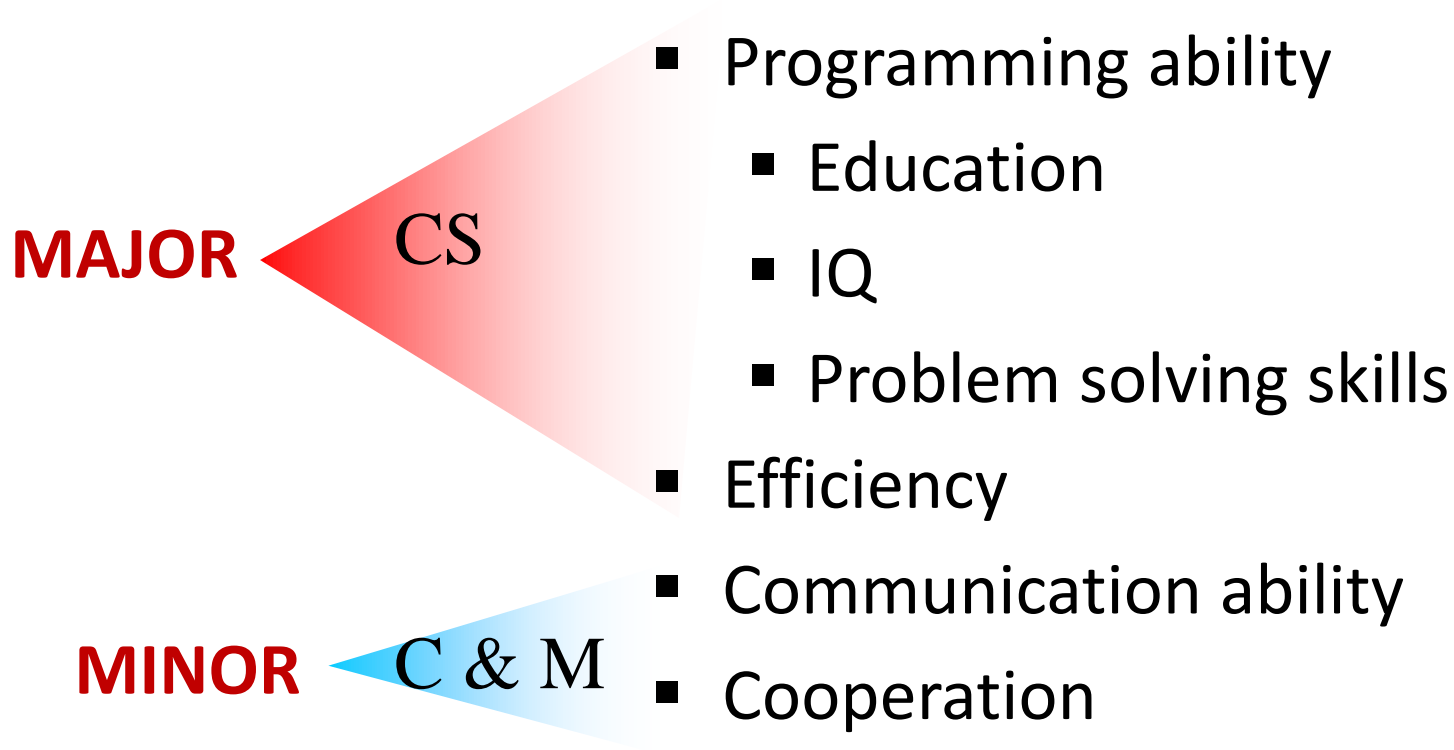 Programming ability
Education
MAJOR
CS
IQ
Problem solving skills
Efficiency
Communication ability
MINOR
C & M
Cooperation